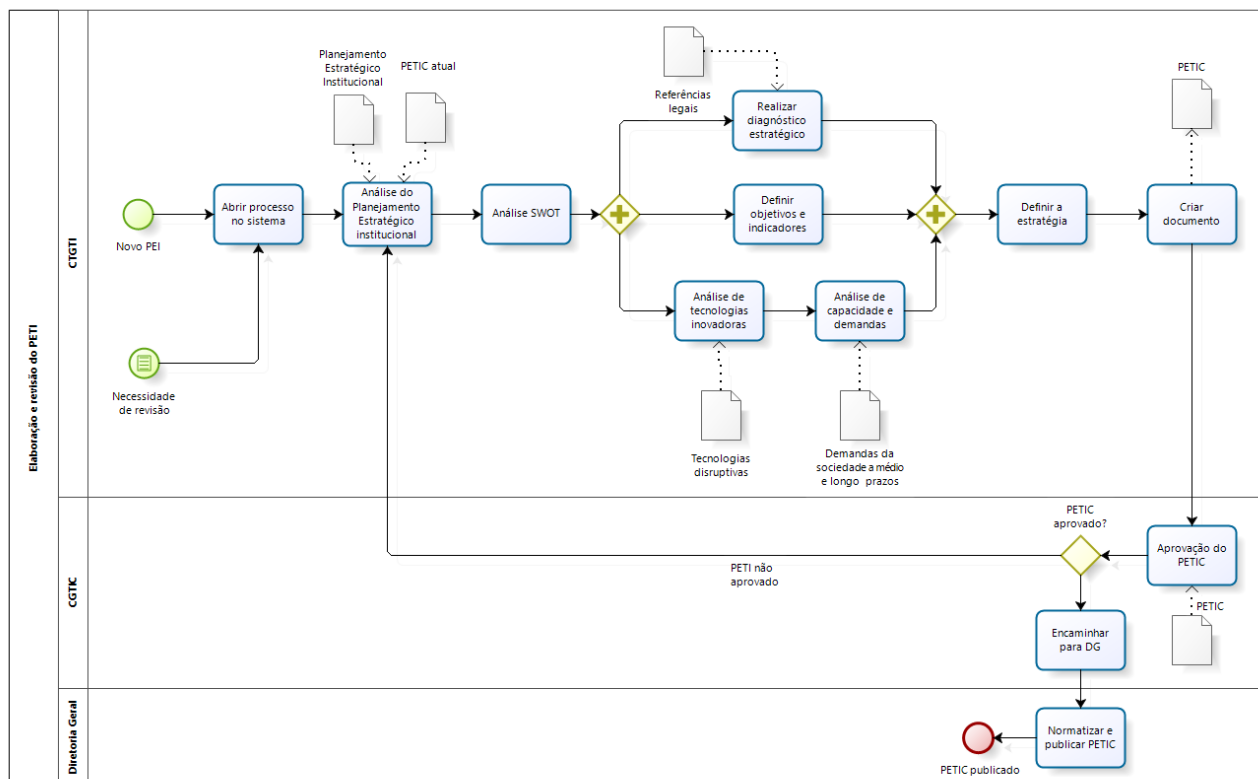 Elaboração e revisão do PETI
CTGTI
Novo PEI
Necessidade
de revisão
Abrir processo
no sistema
Planejamento
Estratégico
Institucional
PETIC atual
Análise do
Planejamento
Estratégico
institucional
Análise SWOT
Referências
legais
Realizar
diagnóstico
estratégico
Definir
objetivos e
indicadores
Análise de
tecnologias
inovadoras
Análise de
capacidade e
demandas
Tecnologias
disruptivas
Demandas da
sociedade a médio
e longo prazos
Definir a
estratégia
PETIC
Criar
documento
CGTIC
PETIC
aprovado?
Aprovação do
PETIC
PETI não
aprovado
PETIC
Encaminhar
para DG
Diretoria Geral
Normatizar e
publicar PETIC
PETIC publicado